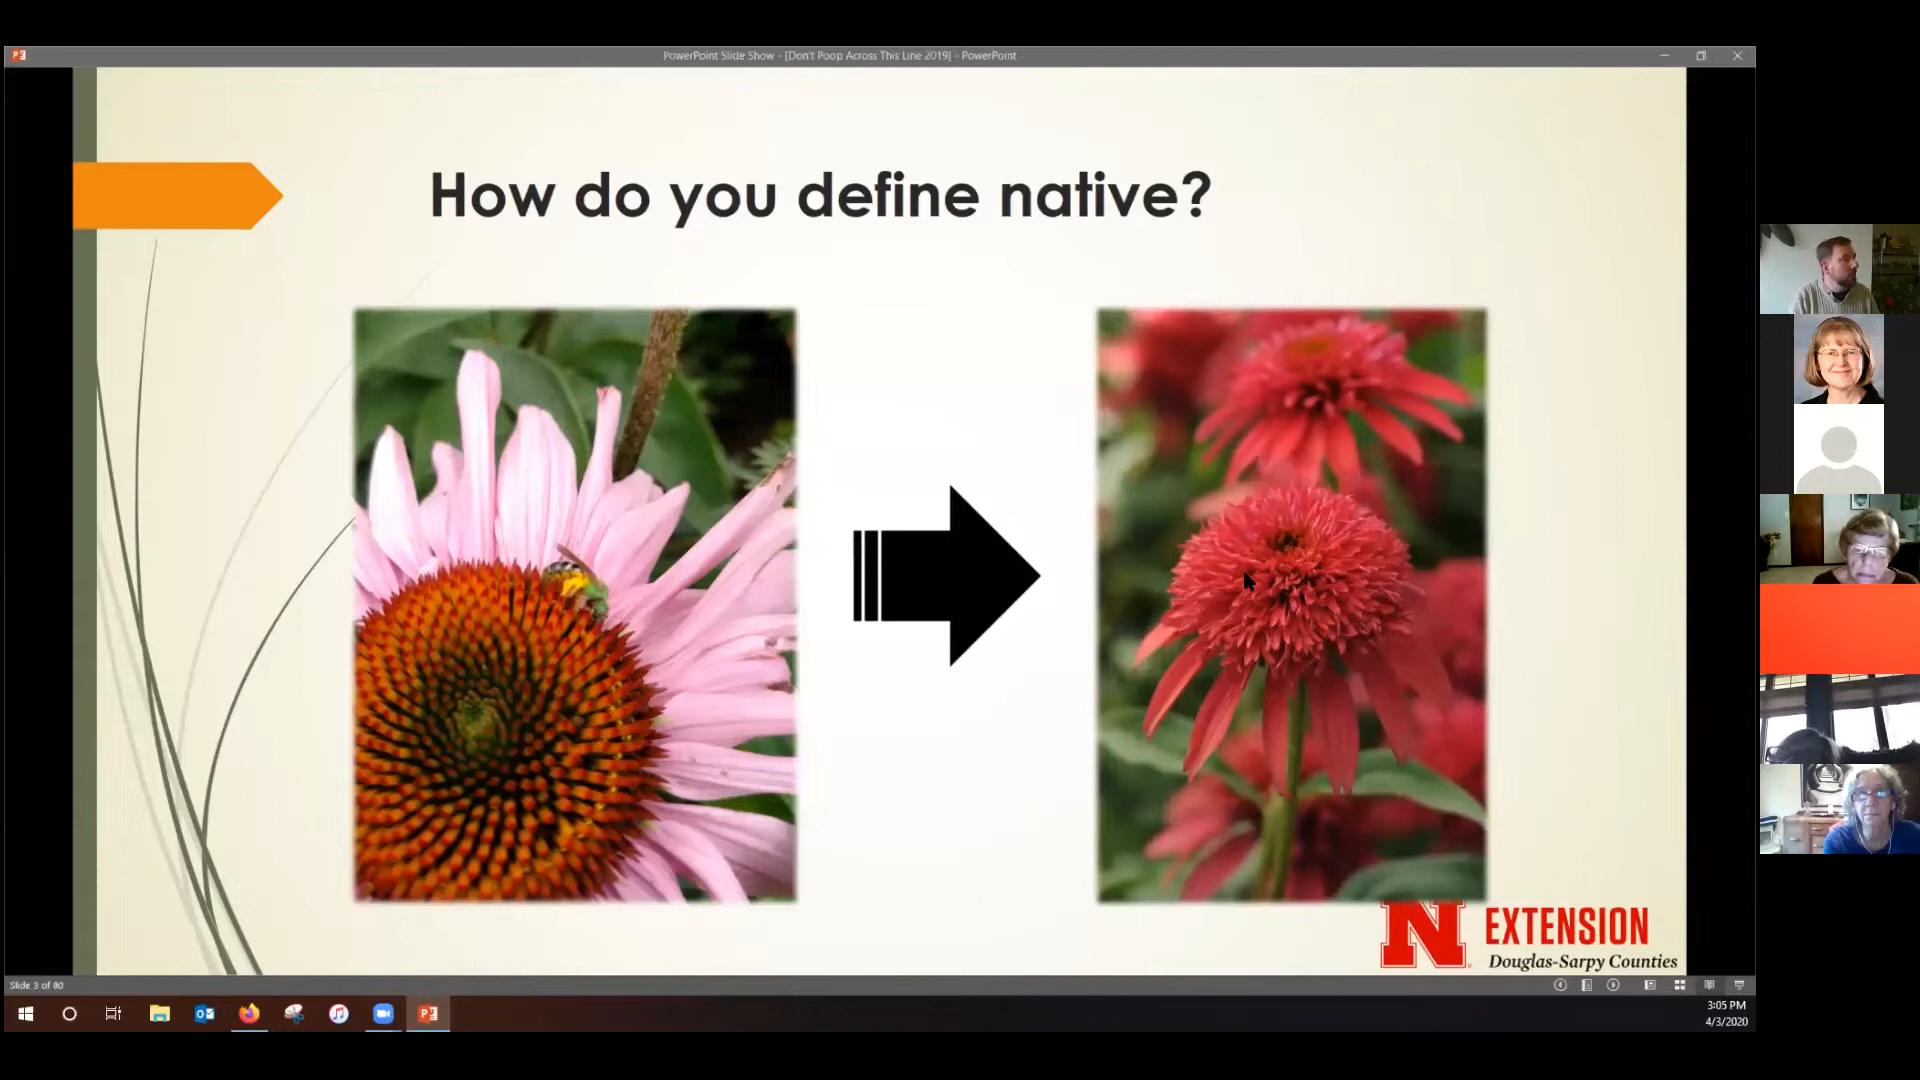 PowerPoint Slide Show - [Don't Poop Across This Line 2019] - PowerPoint
How do you define native?
N EXTENSION
Douglas-Sarpy Counties
Slide 3 of 80
3:05 PM
4/3/2020